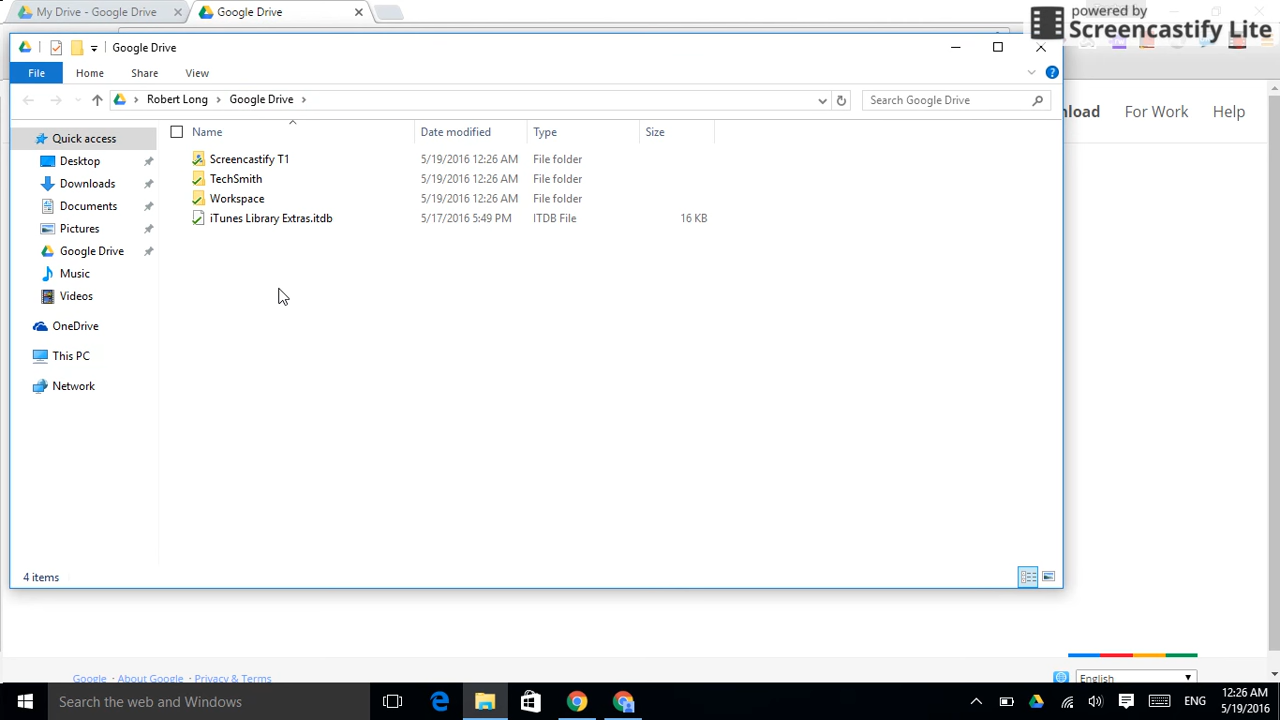 My Drive - Google Drive
Google Drive
powered by
Screencastify Lite
Google Drive
File Home Share View
Robert Long Google Drive
Search Google Drive
Quick access
Desktop
Downloads
Documents
Pictures
Google Drive
Music
Videos
OneDrive
This PC
Network
Name Date modified Type Size
Screencastify T1 5/19/2016 12:26 AM File folder
TechSmith 5/19/2016 12:26 AM File folder
Workspace 5/19/2016 12:26 AM File folder
iTunes Library Extras.itdb 5/17/2016 5:49 PM ITDB File 16 KB
4 items
For Work Help
Google About Google Privacy & Terms
English
Search the web and Windows
ENG
12:26 AM
5/19/2016